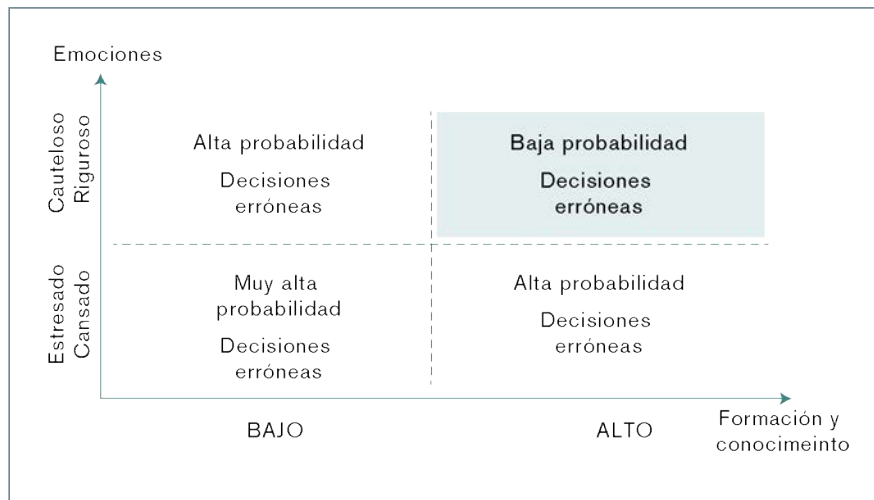 Emociones
Cauteloso
Riguroso
Alta probabilidad
Decisiones
erróneas
Baja probabilidad
Decisiones
erróneas
Estresado
Cansado
Muy alta
probabilidad
Decisiones
erróneas
Alta probabilidad
Decisiones
erróneas
BAJO
ALTO
Formación y
conocimeinto